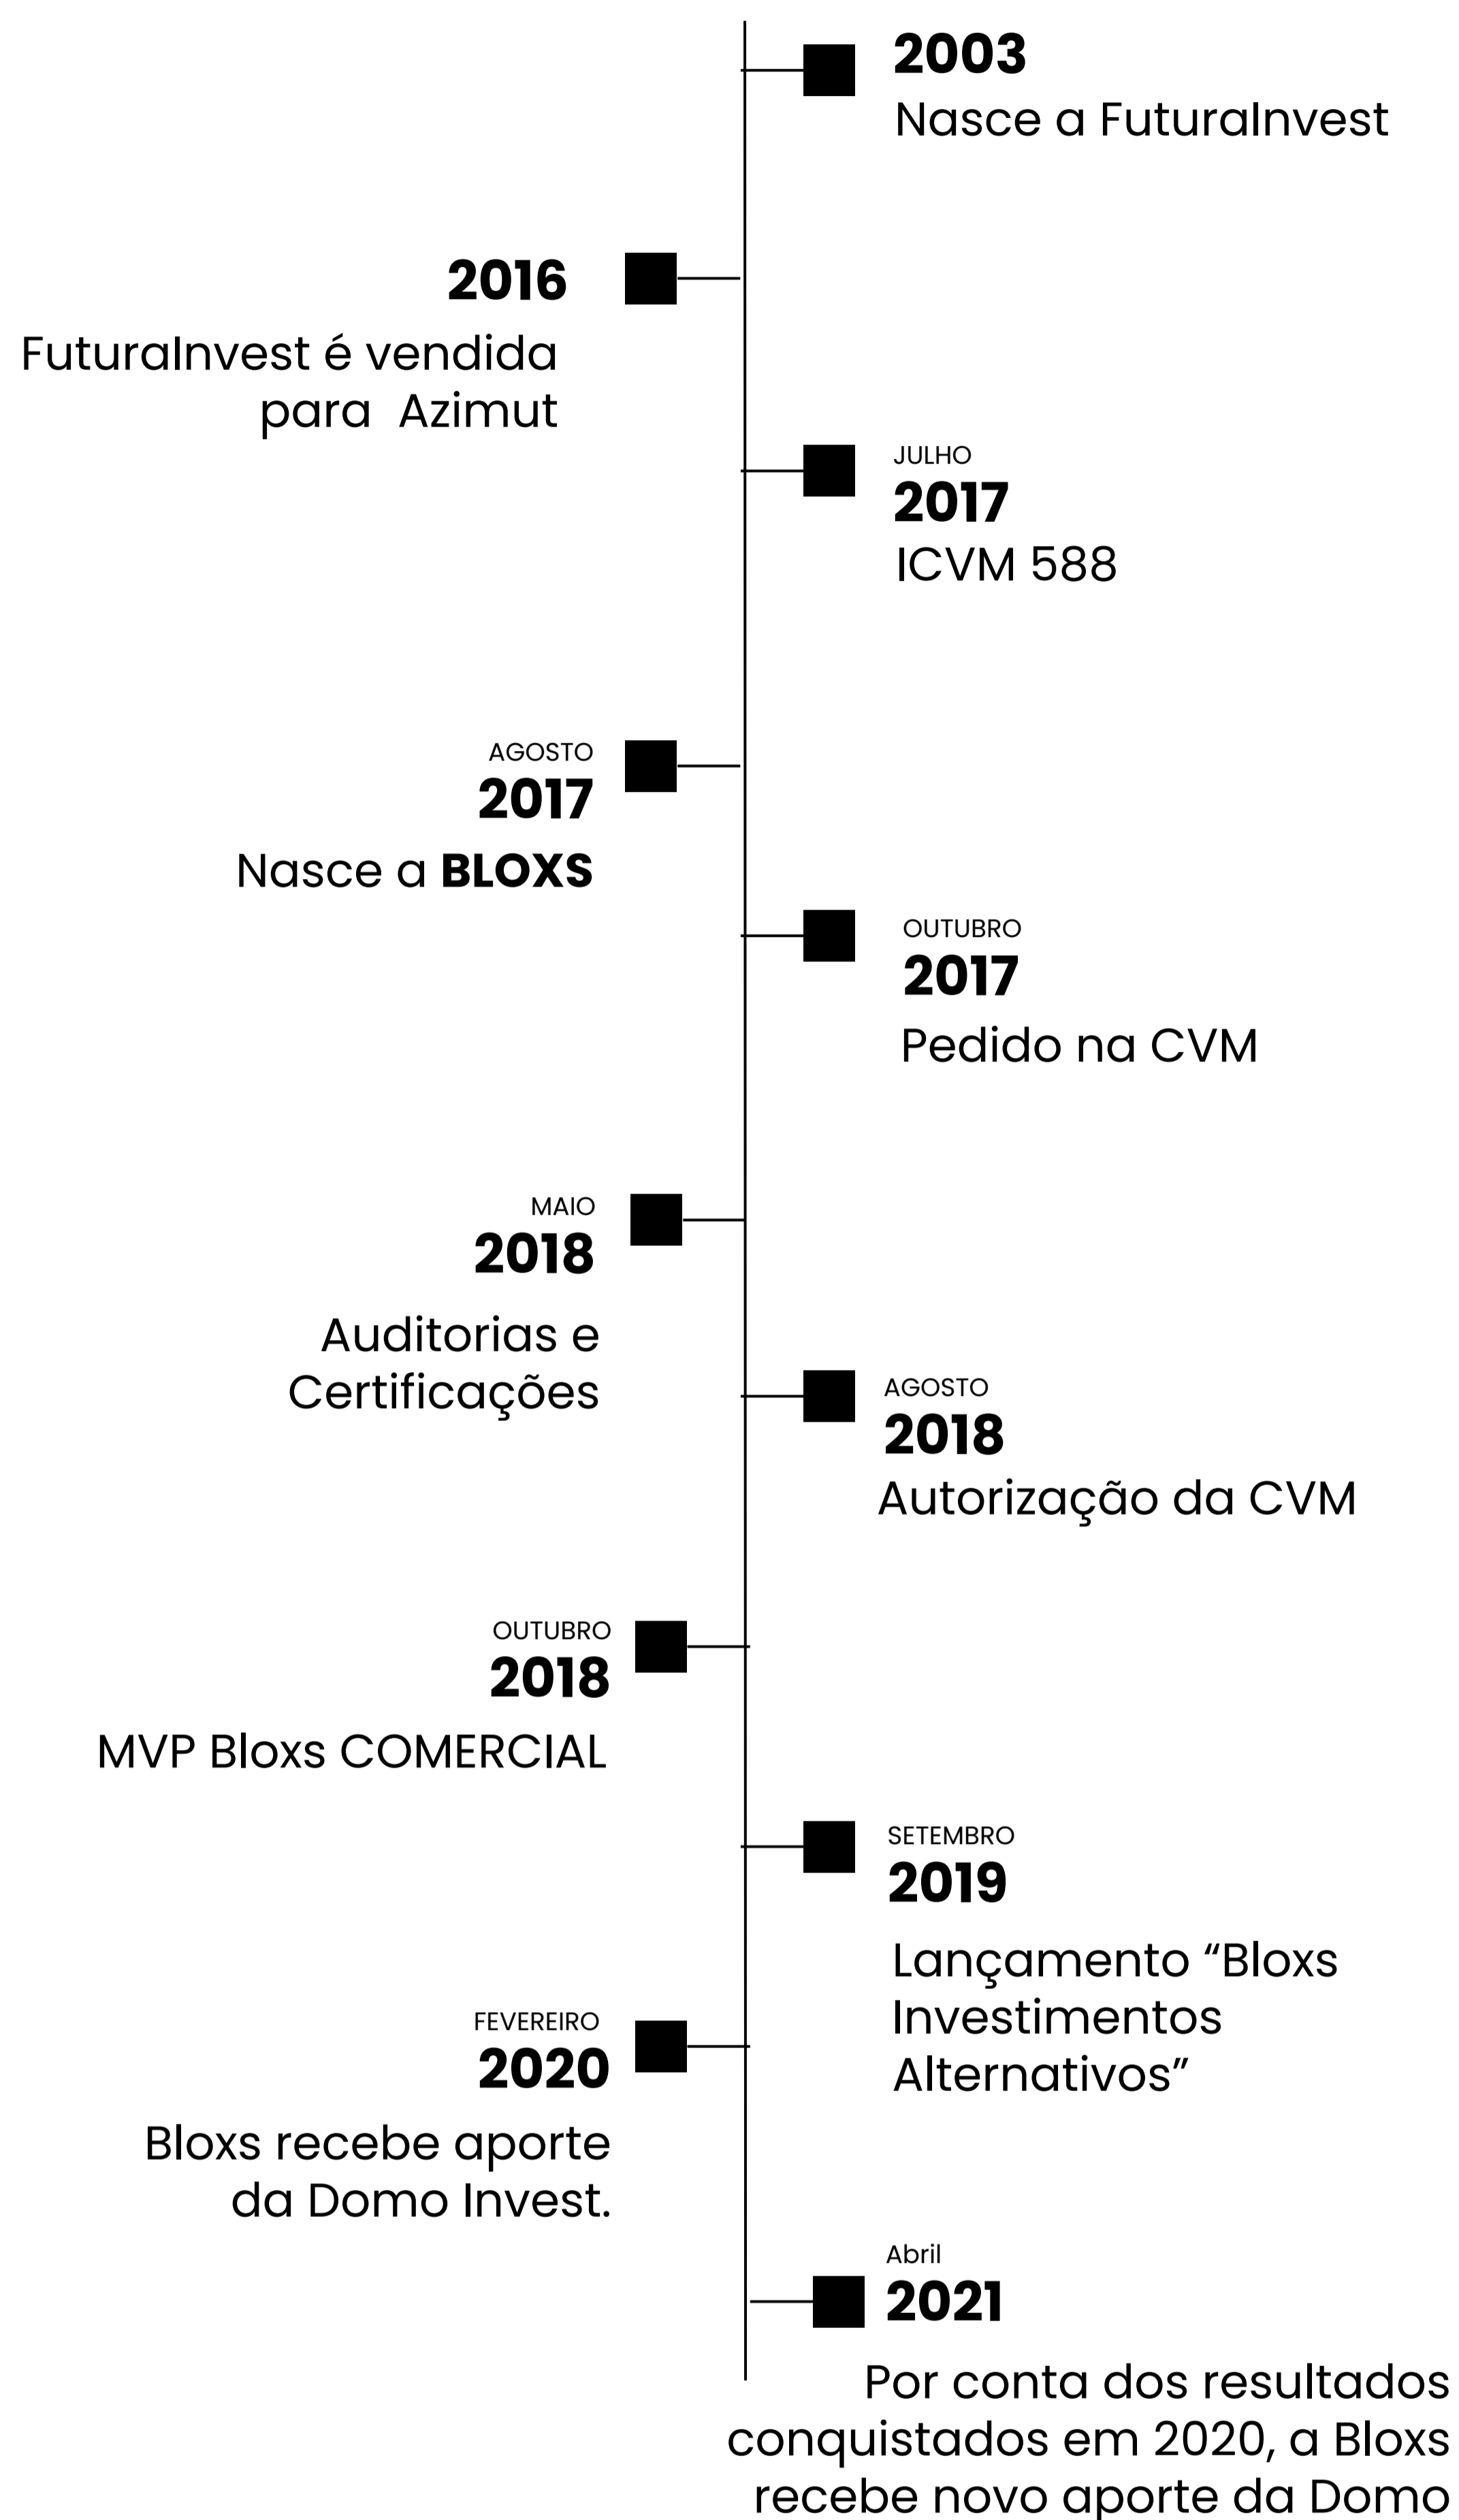 2003
Nasce a FuturaInvest
2016
FuturaInvest é vendida
para Azimut
JULHO
2017
ICVM 588
AGOSTO
2017
Nasce a BLOXS
OUTUBRO
2017
Pedido na CVM
MAIO
2018
Auditorias e
Certificações
AGOSTO
2018
Autorização da CVM
OUTUBRO
2018
MVP Bloxs COMERCIAL
SETEMBRO
2019
Lançamento “Bloxs
Investimentos
Alternativos”
FEVEREIRO
2020
Bloxs recebe aporte
da Domo Invest.
Abril
2021
Por conta dos resultados
conquistados em 2020, a Bloxs
recebe novo aporte da Domo